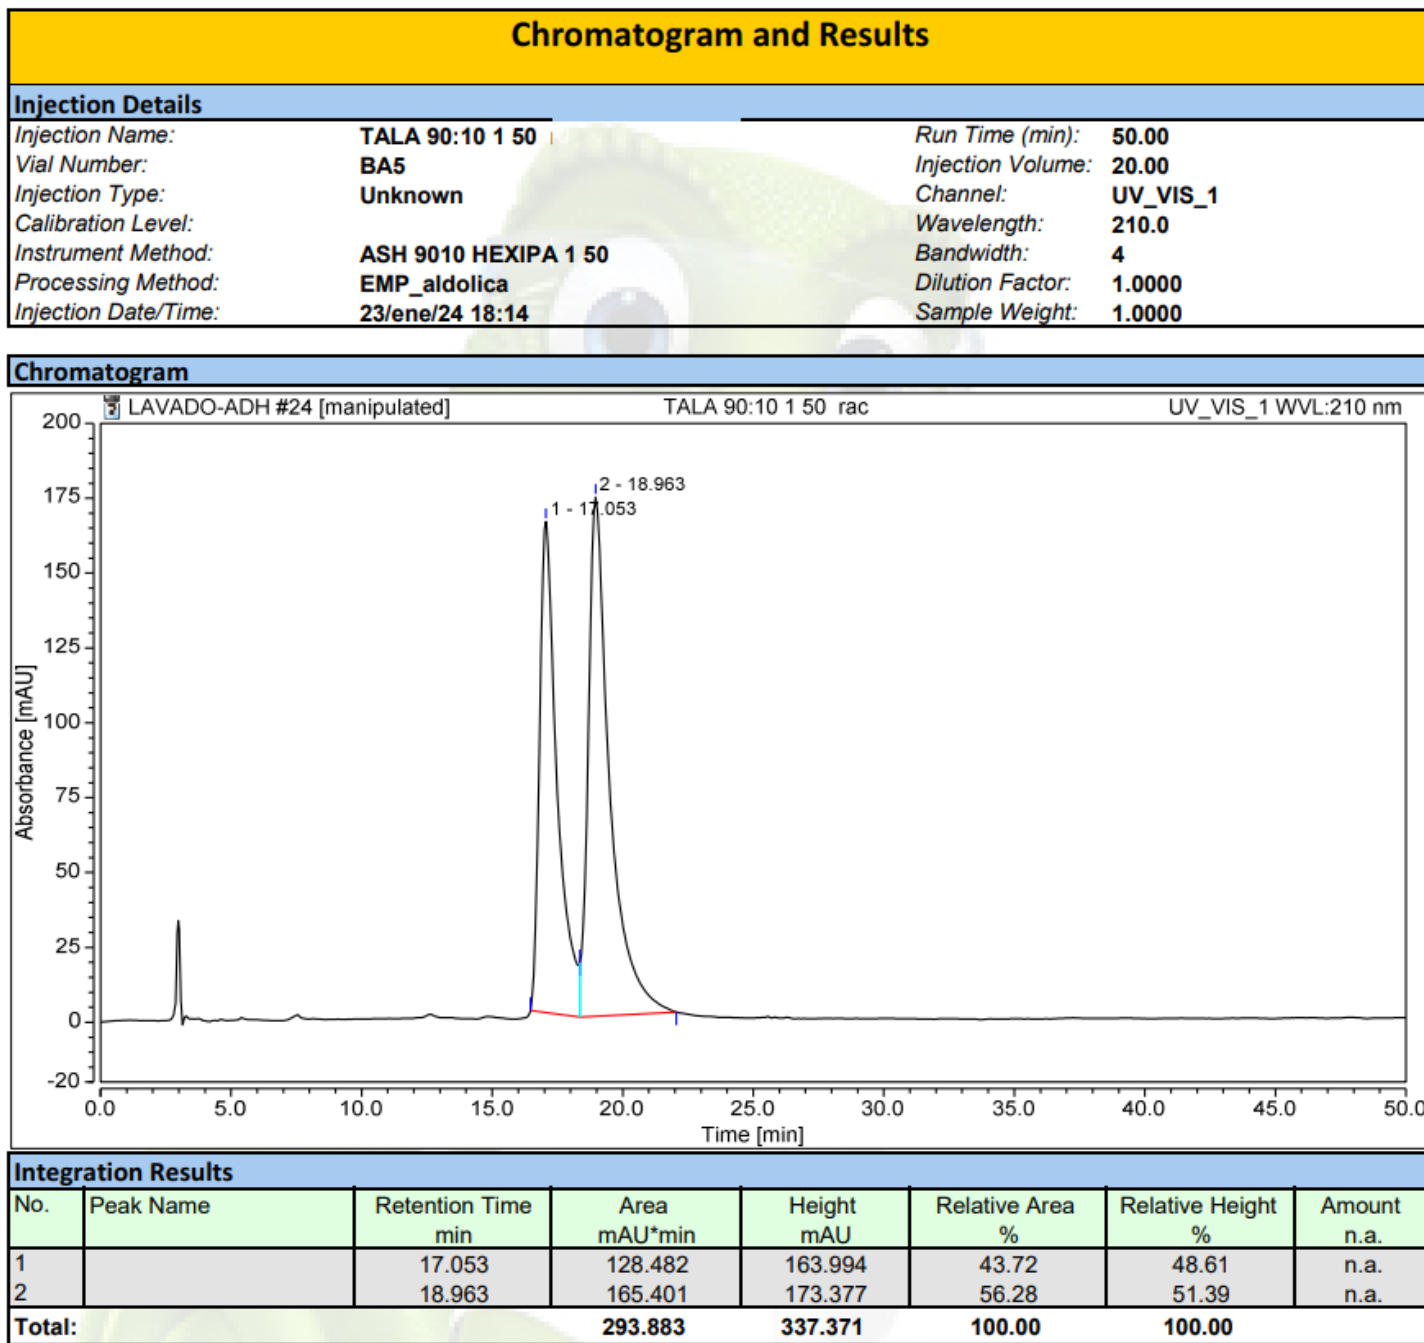 Chromatogram and Results
Injection Details
Injection Name: TALA 90:10 1 50 Run Time (min): 50.00
Vial Number: BA5 Injection Volume: 20.00
Injection Type: Unknown Channel: UV_VIS_1
Calibration Level: Wavelength: 210.0
Instrument Method: ASH 9010 HEXIPA 1 50 Bandwidth: 4
Processing Method: EMP_aldolica Dilution Factor: 1.0000
Injection Date/Time: 23/ene/24 18:14 Sample Weight: 1.0000
Chromatogram
LAVADO-ADH #24 [manipulated] TALA 90:10 1 50 rac UV_VIS_1 WVL:210 nm
200
175
150
125
100
75
50
25
0
-20
Absorbance [mAU]
1 - 17.053
2 - 18.963
0.0 5.0 10.0 15.0 20.0 25.0 30.0 35.0 40.0 45.0 50.0
Time [min]
Integration Results
No. Peak Name Retention Time Area Height Relative Area Relative Height Amount
min mAU*min mAU % % n.a.
1 17.053 128.482 163.994 43.72 48.61 n.a.
2 18.963 165.401 173.377 56.28 51.39 n.a.
Total: 293.883 337.371 100.00 100.00